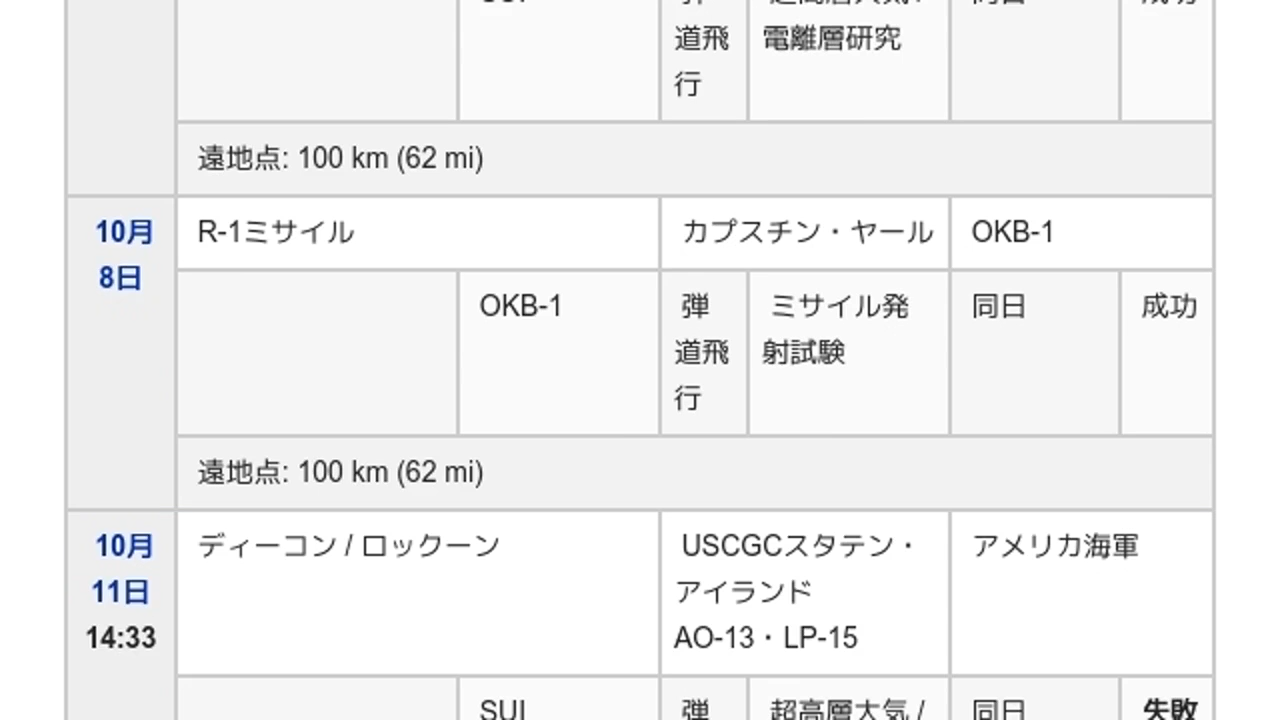 道飛
電離層研究
行
遠地点: 100 km (62 mi)
10月
8日
R-1ミサイル
カプスチン・ヤール
OKB-1
OKB-1
弾
道飛
行
ミサイル発
射試験
同日
成功
遠地点: 100 km (62 mi)
10月
11日
14:33
ディーコン / ロックーン
USCGCスタテン・
アイランド
AO-13・LP-15
アメリカ海軍
SUI
弾
超高層大気 /
同日
失敗